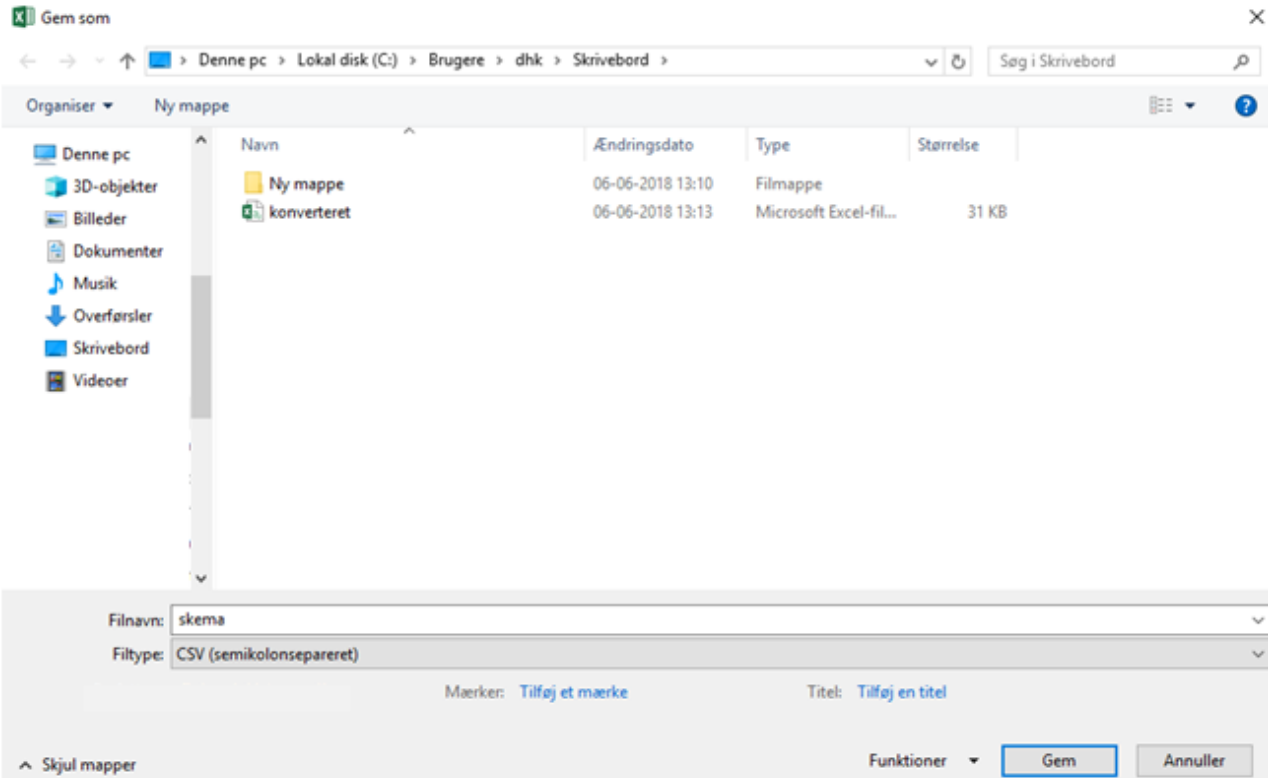 Gem som
Denne pc > Lokal disk (C:) > Brugere > dhk > Skrivebord >
Søg i Skrivebord
Organiser
Ny mappe
Denne pc
3D-objekter
Billeder
Dokumenter
Musik
Overførsler
Skrivebord
Videoer
Navn Ændringsdato Type Størrelse
Ny mappe 06-06-2018 13:10 Filmappe
konverteret 06-06-2018 13:13 Microsoft Excel-fil... 31 KB
Filnavn: skema
Filtype: CSV (semikolonsepareret)
Mærker: Tilføj et mærke Titel: Tilføj en titel
Skjul mapper Funktioner Gem Annuller